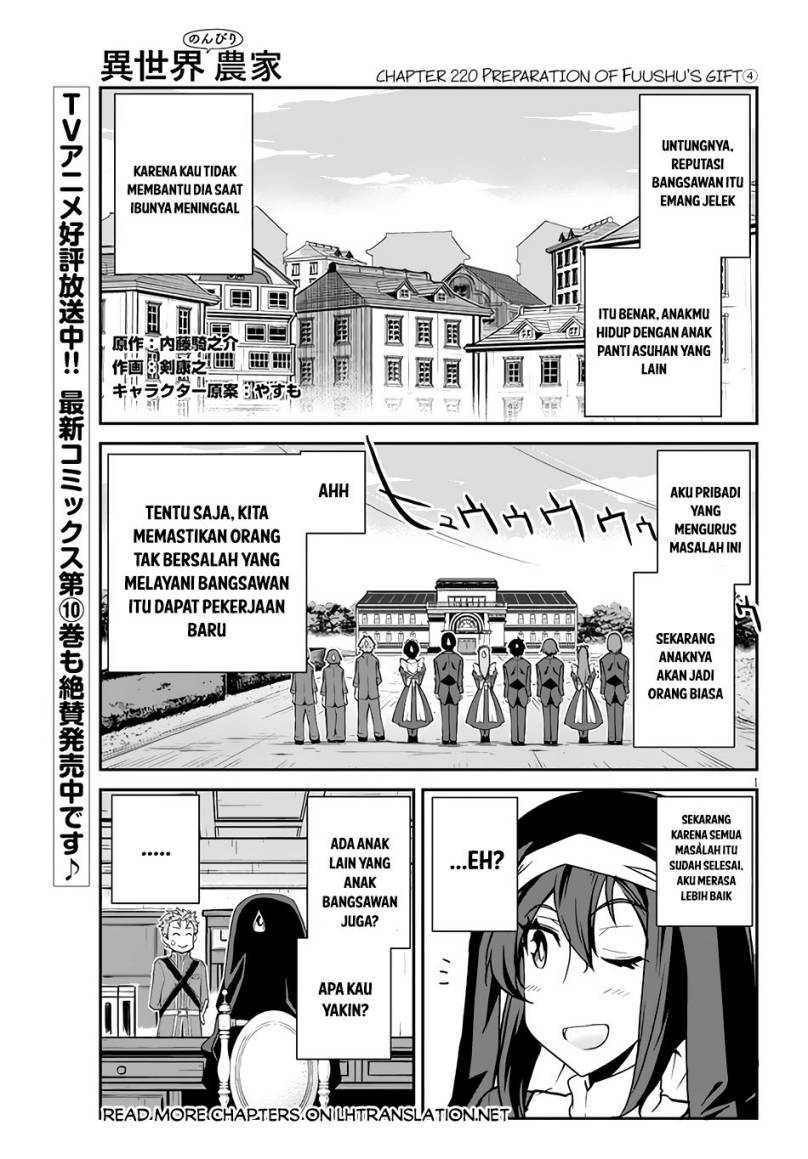 異世界 のんびり 農家
CHAPTER 220 PREPARATION OF FUUSHU'S GIFT④
TVアニメ好評放送中!! 最新コミックス第⑩巻も絶賛発売中です♪
UNTUNGNYA,
REPUTASI
BANGSAWAN ITU
EMANG JELEK
ITU BENAR, ANAKMU
HIDUP DENGAN ANAK
PANTI ASUHAN YANG
LAIN
KARENA KAU TIDAK
MEMBANTU DIA SAAT
IBUNYA MENINGGAL
原作:内藤騎之介
作画:剣康之
キャラクター原案:やすも
AKU PRIBADI
YANG
MENGURUS
MASALAH INI
SEKARANG
ANAKNYA
AKAN JADI
ORANG BIASA
ヒュウゥウゥゥ
AHH
TENTU SAJA, KITA
MEMASTIKAN ORANG
TAK BERSALAH YANG
MELAYANI BANGSAWAN
ITU DAPAT PEKERJAAN
BARU
1
SEKARANG
KARENA SEMUA
MASALAH ITU
SUDAH SELESAI,
AKU MERASA
LEBIH BAIK
...EH?
ADA ANAK
LAIN YANG
ANAK
BANGSAWAN
JUGA?
APA KAU
YAKIN?
.....
READ MORE CHAPTERS ON LHTRANSLATION.NET